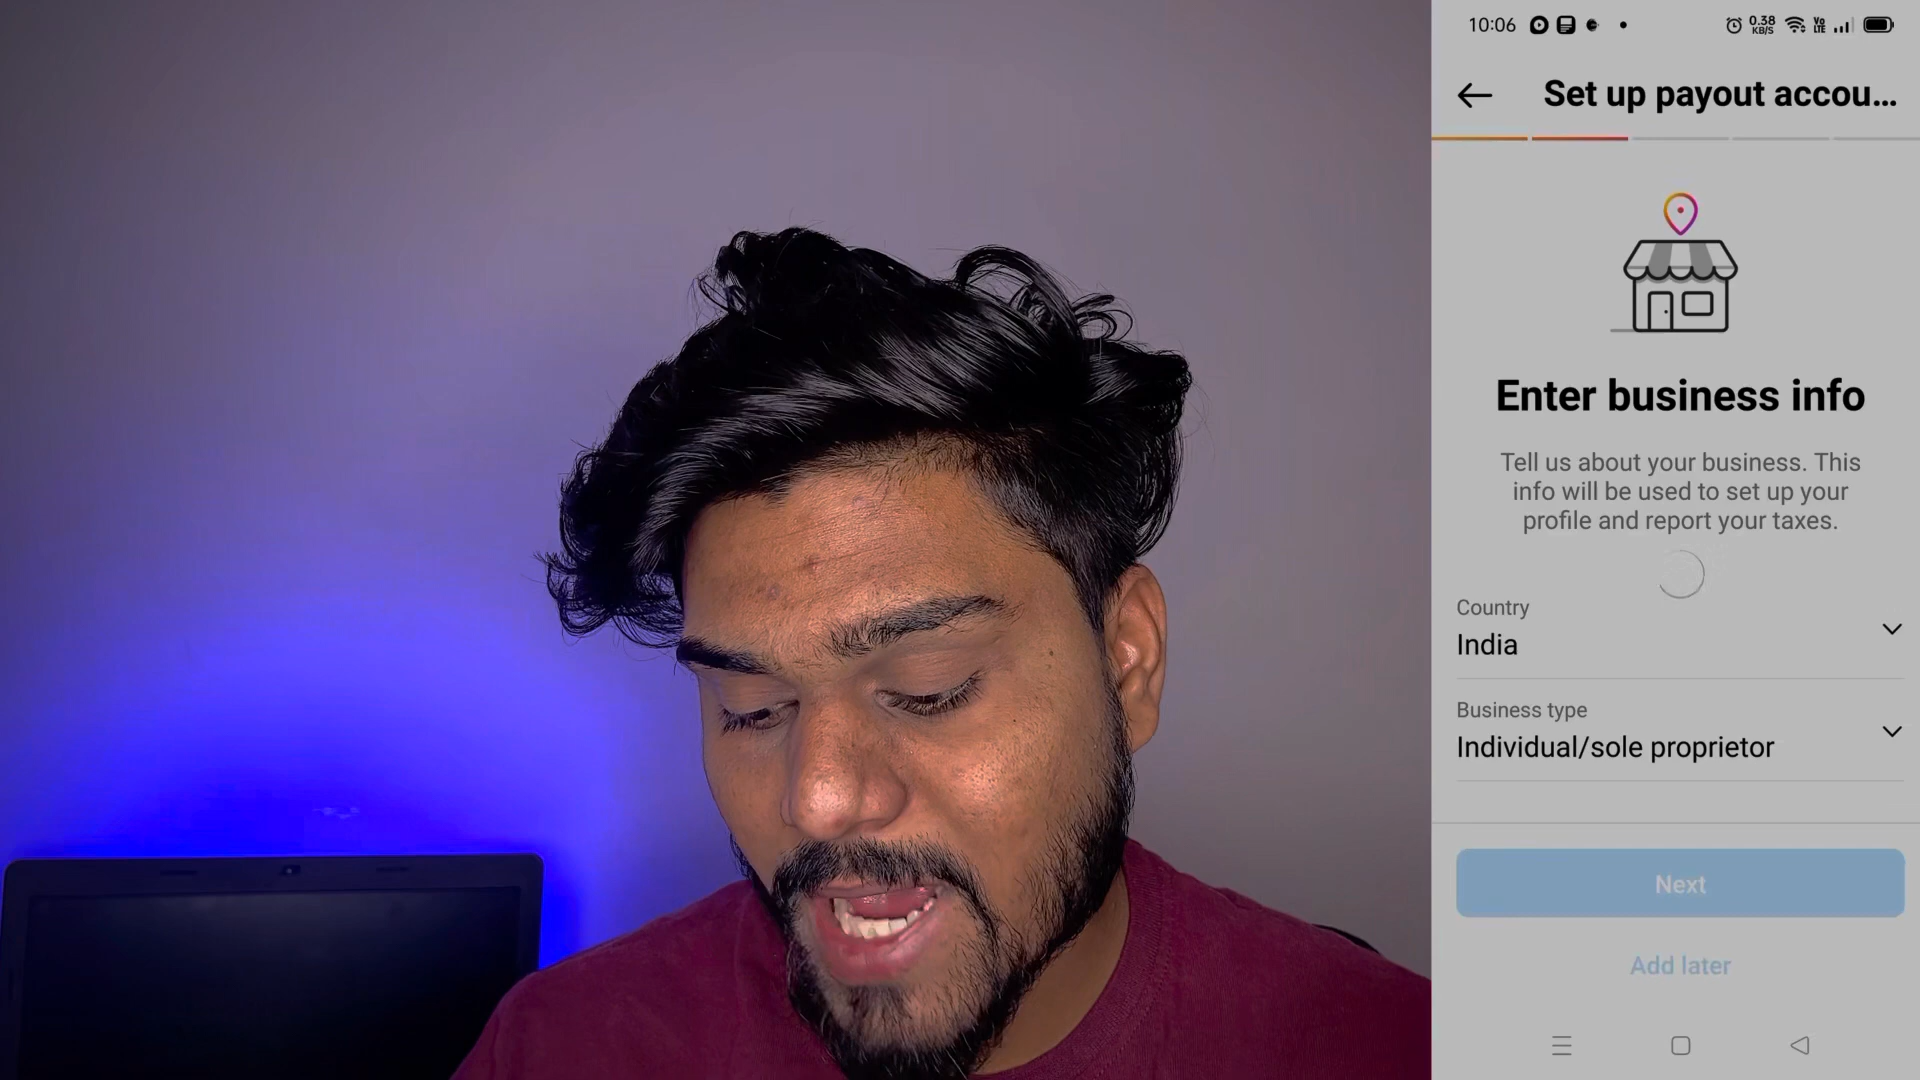 10:06 0.38 KB/S Vo LTE
Set up payout accou...
Enter business info
Tell us about your business. This
info will be used to set up your
profile and report your taxes.
Country
India
Business type
Individual/sole proprietor
Next
Add later